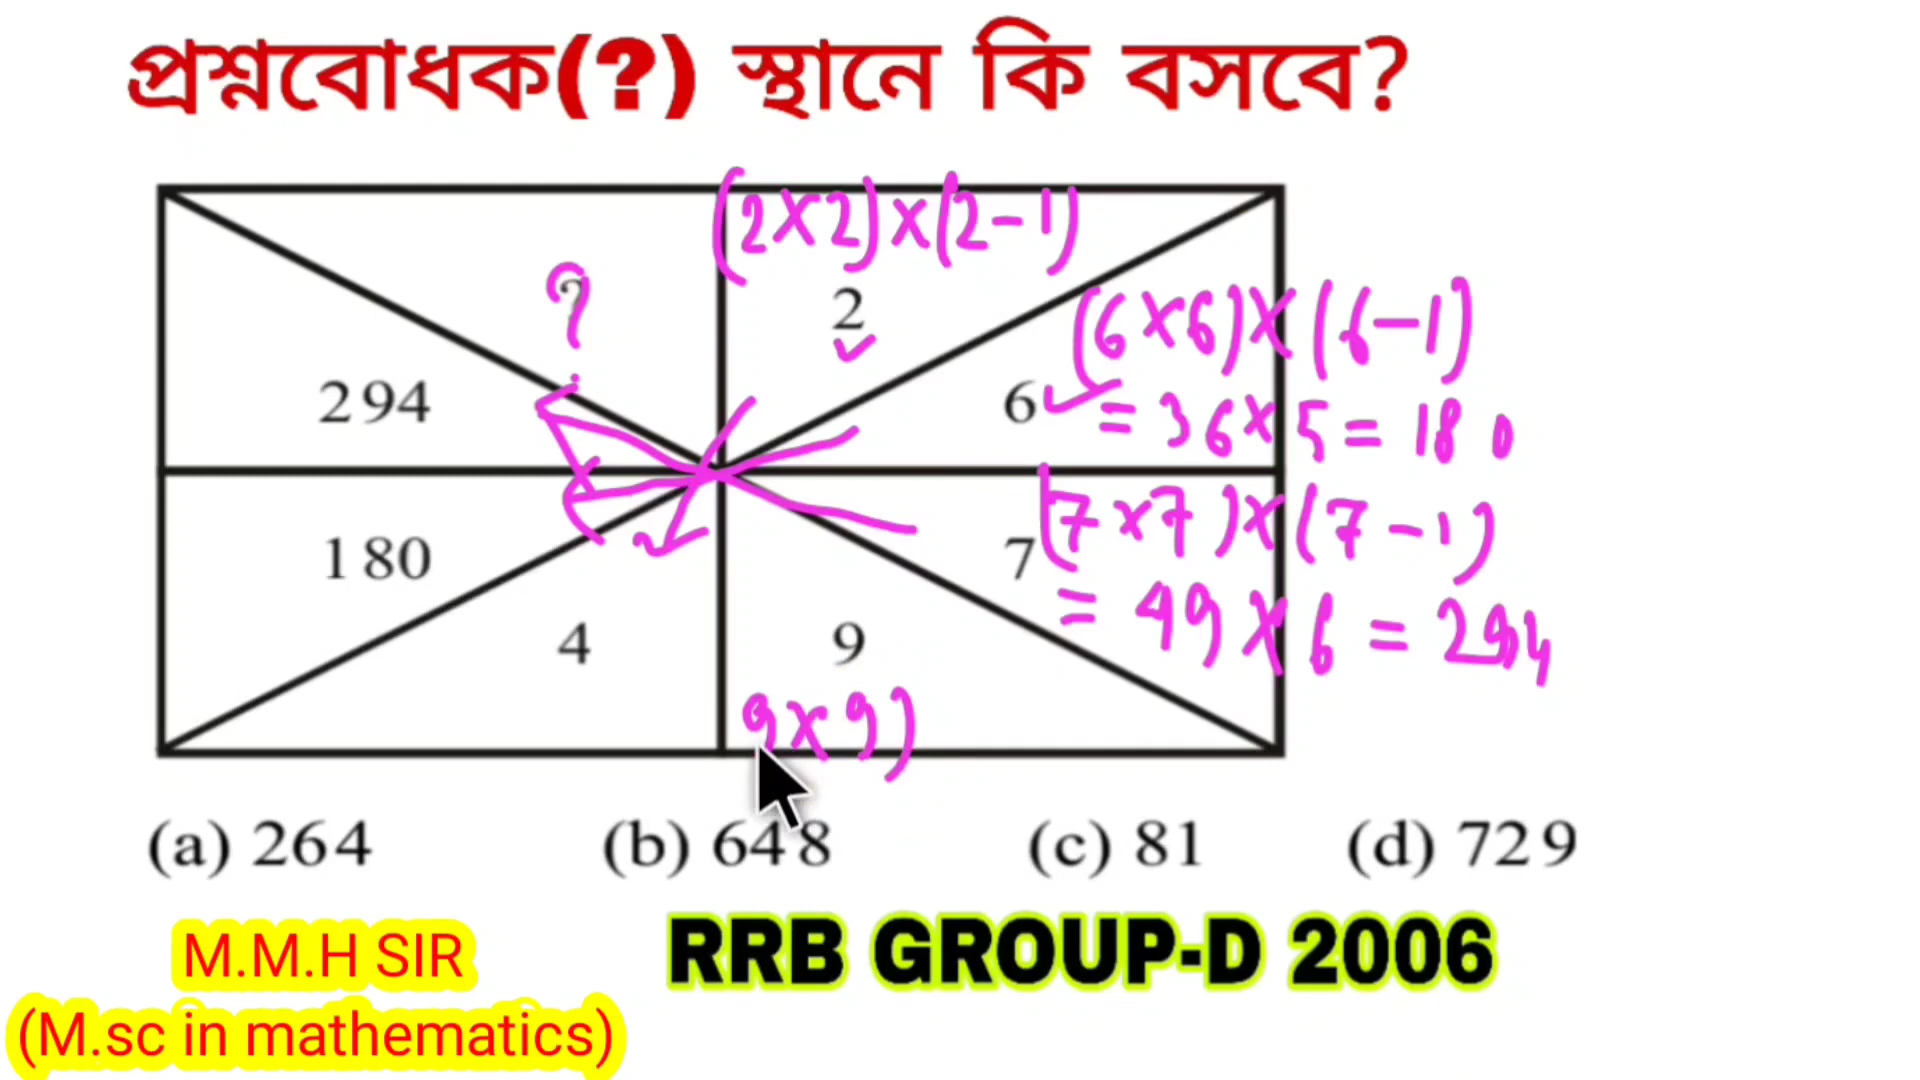 প্রশ্নবোধক(?) স্থানে কি বসবে?
(2×2)×(2-1)
?
2
(6×6)×(6-1)
294
6
= 36×5 = 180
(7×7)×(7-1)
180
7
= 49×6 = 294
4
9
9×9)
(a) 264 (b) 648 (c) 81 (d) 729
M.M.H SIR
RRB GROUP-D 2006
(M.sc in mathematics)